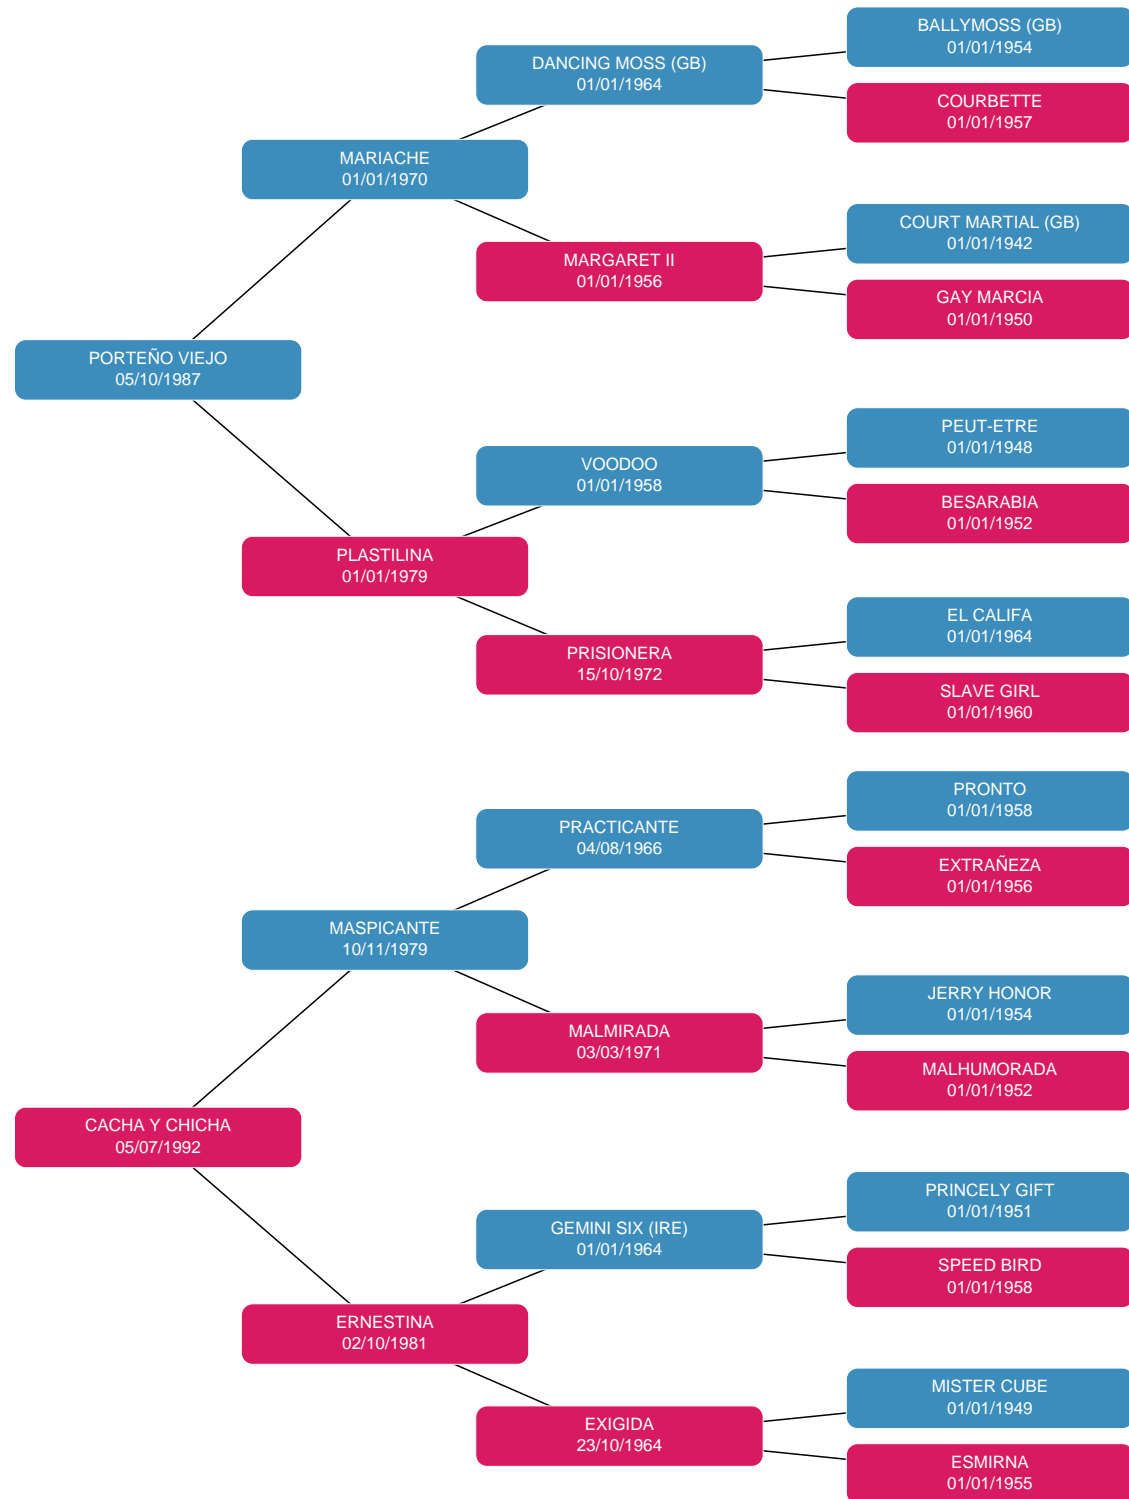 BALLYMOSS (GB)
01/01/1954
DANCING MOSS (GB)
01/01/1964
COURBETTE
01/01/1957
MARIACHE
01/01/1970
COURT MARTIAL (GB)
01/01/1942
MARGARET II
01/01/1956
GAY MARCIA
01/01/1950
PORTEÑO VIEJO
05/10/1987
PEUT-ETRE
01/01/1948
VOODOO
01/01/1958
BESARABIA
01/01/1952
PLASTILINA
01/01/1979
EL CALIFA
01/01/1964
PRISIONERA
15/10/1972
SLAVE GIRL
01/01/1960
PRONTO
01/01/1958
PRACTICANTE
04/08/1966
EXTRAÑEZA
01/01/1956
MASPICANTE
10/11/1979
JERRY HONOR
01/01/1954
MALMIRADA
03/03/1971
MALHUMORADA
01/01/1952
CACHA Y CHICHA
05/07/1992
PRINCELY GIFT
01/01/1951
GEMINI SIX (IRE)
01/01/1964
SPEED BIRD
01/01/1958
ERNESTINA
02/10/1981
MISTER CUBE
01/01/1949
EXIGIDA
23/10/1964
ESMIRNA
01/01/1955